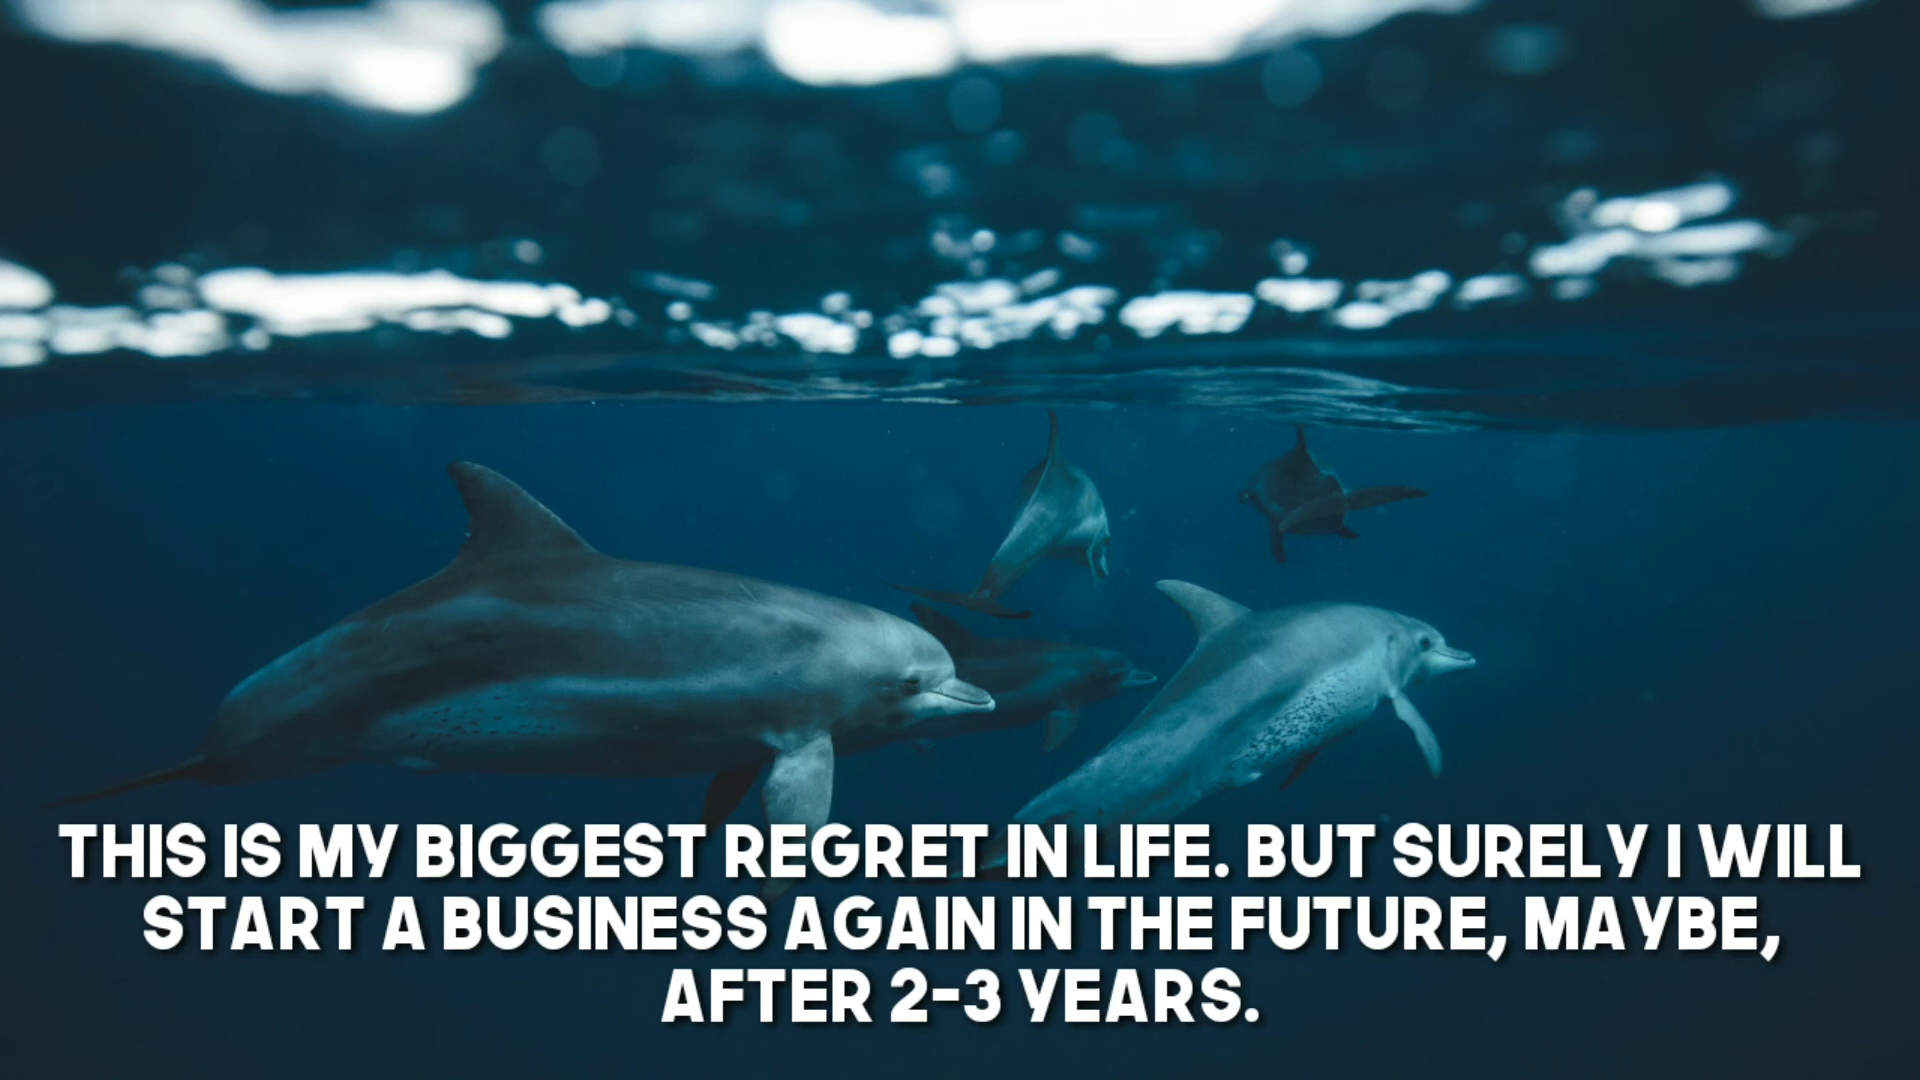 THIS IS MY BIGGEST REGRET IN LIFE. BUT SURELY I WILL
START A BUSINESS AGAIN IN THE FUTURE, MAYBE,
AFTER 2-3 YEARS.